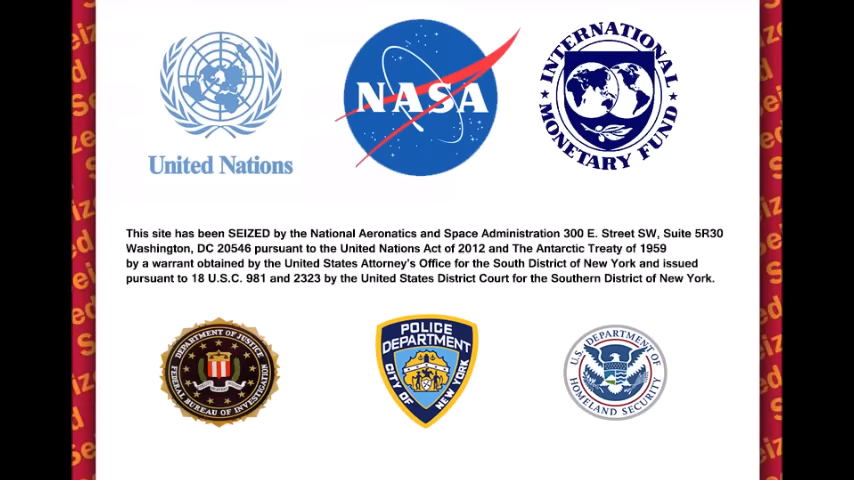 United Nations
NASA
INTERNATIONAL
MONETARY FUND
This site has been SEIZED by the National Aeronatics and Space Administration 300 E. Street SW, Suite 5R30
Washington, DC 20546 pursuant to the United Nations Act of 2012 and The Antarctic Treaty of 1959
by a warrant obtained by the United States Attorney's Office for the South District of New York and issued
pursuant to 18 U.S.C. 981 and 2323 by the United States District Court for the Southern District of New York.
DEPARTMENT OF JUSTICE
FEDERAL BUREAU OF INVESTIGATION
POLICE
DEPARTMENT
CITY OF
NEW YORK
U.S. DEPARTMENT OF
HOMELAND SECURITY
Seized